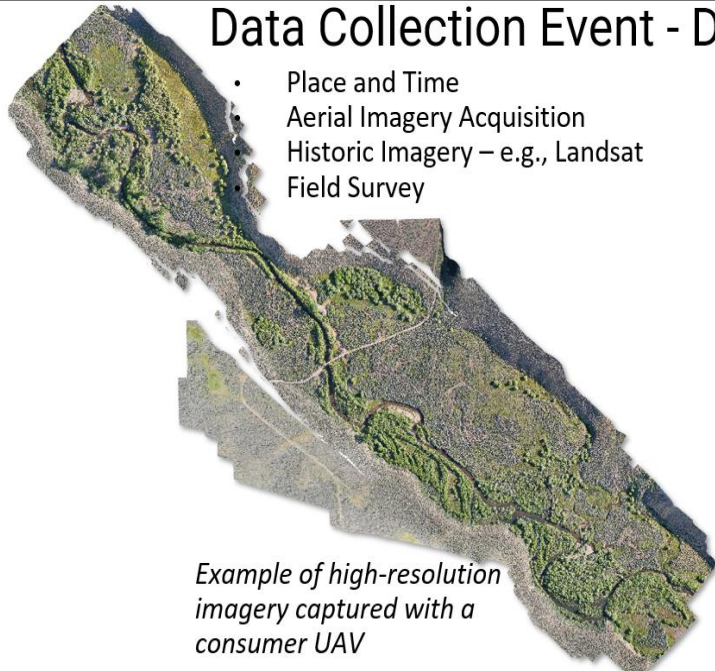 Data Collection Event - D
• Place and Time
• Aerial Imagery Acquisition
• Historic Imagery – e.g., Landsat
• Field Survey
Example of high-resolution
imagery captured with a
consumer UAV